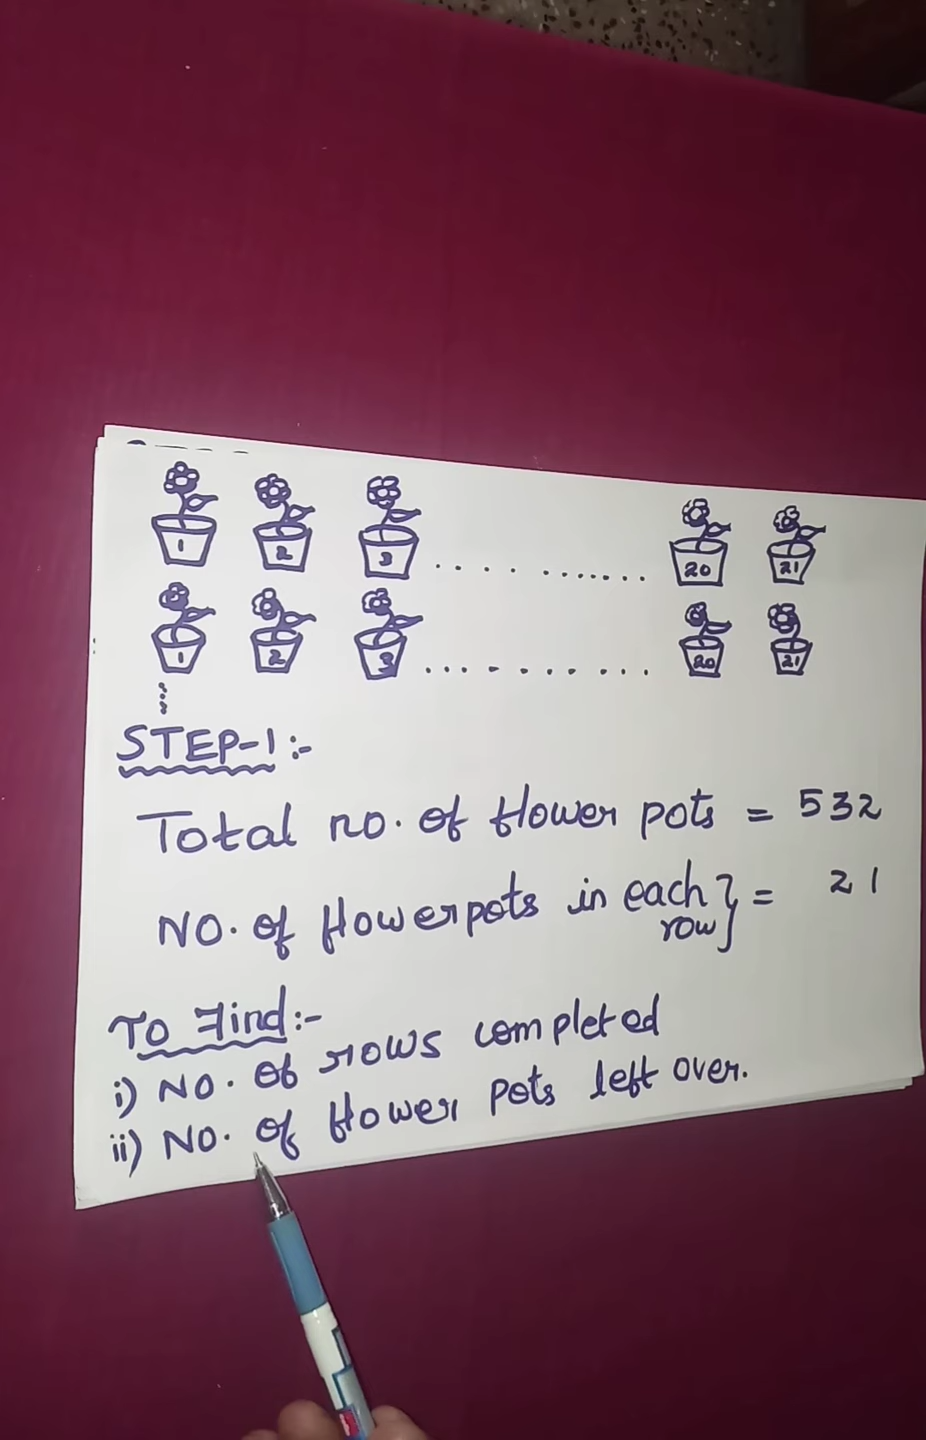 1 2 3 ............ 20 21
1 2 3 .......... 20 21
STEP-1:-
Total no. of flower pots = 532
NO. of flowerpots in each row } = 21
To Find:-
i) NO. of rows completed
ii) NO. of flower pots left over.